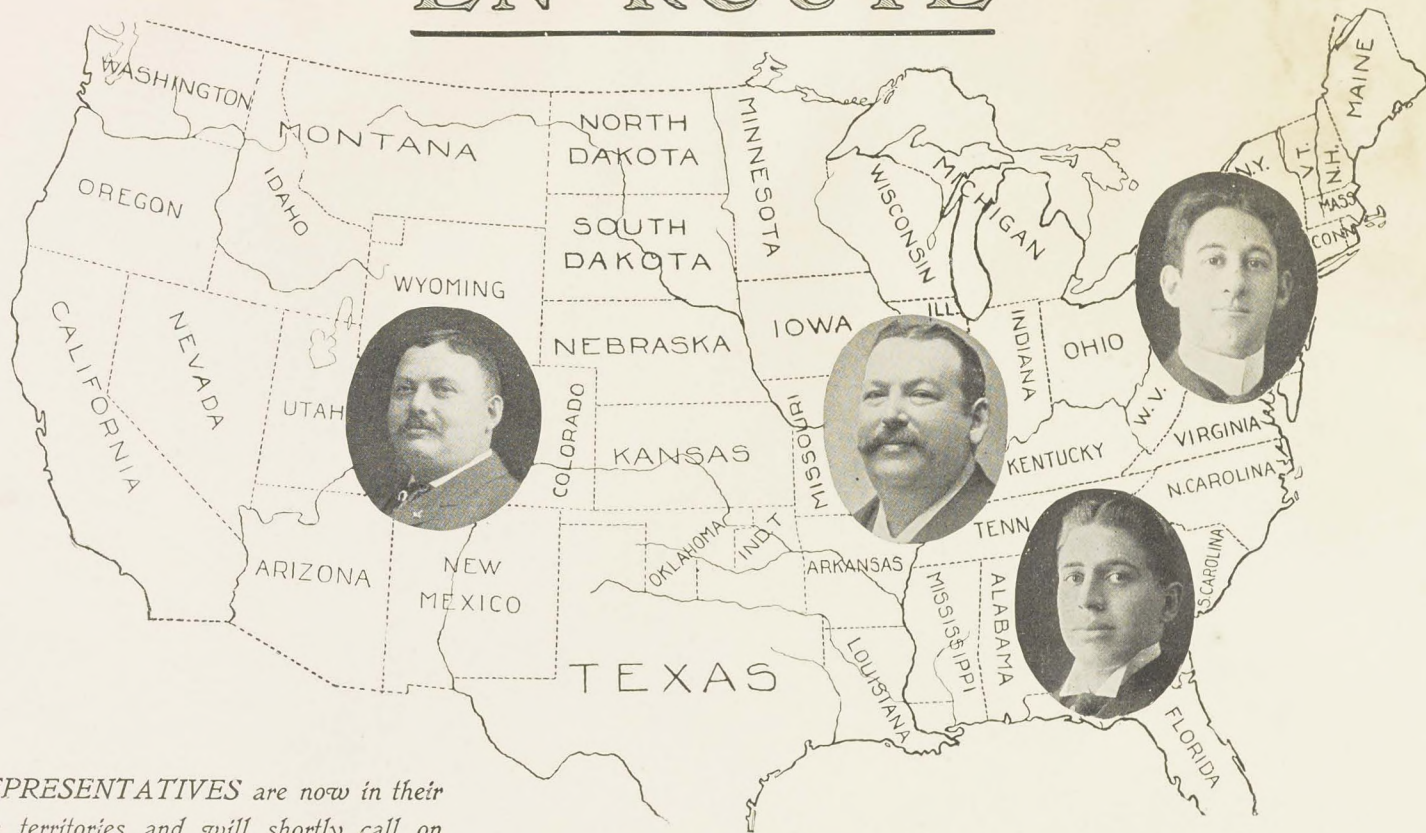 EN ROUTE
WASHINGTON
MONTANA
NORTH
DAKOTA
MINNESOTA
MAINE
OREGON
IDAHO
WISCONSIN
MICHIGAN
N.Y.
VT.
N.H.
MASS
CONN
SOUTH
DAKOTA
WYOMING
CALIFORNIA
NEVADA
UTAH
NEBRASKA
IOWA
ILL.
INDIANA
OHIO
COLORADO
KANSAS
MISSOURI
KENTUCKY
W.V.
VIRGINIA
N.CAROLINA
ARIZONA
NEW
MEXICO
OKLAHOMA
IND.T
ARKANSAS
TENN
S.CAROLINA
MISSISSIPPI
ALABAMA
TEXAS
LOUISIANA
FLORIDA
EPRESENTATIVES are now in their
territories and will shortly call on